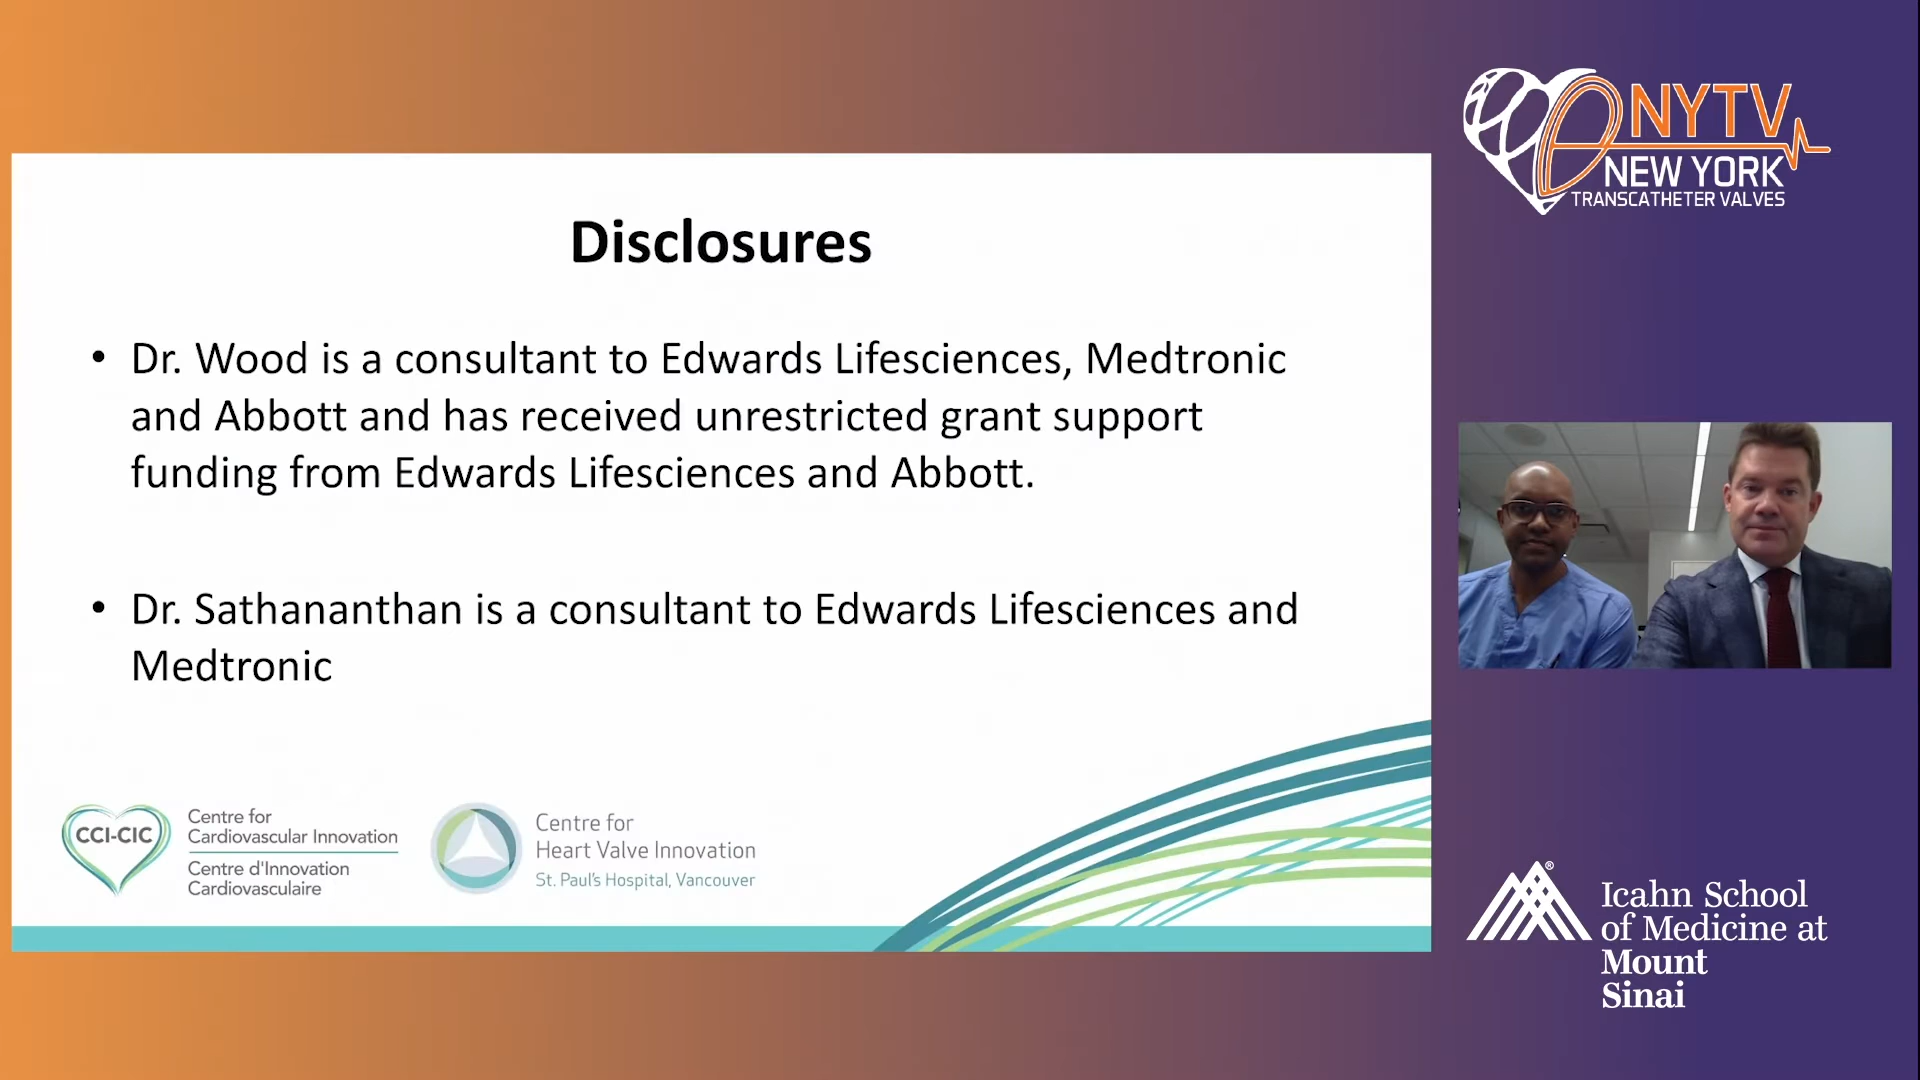 Disclosures
• Dr. Wood is a consultant to Edwards Lifesciences, Medtronic
and Abbott and has received unrestricted grant support
funding from Edwards Lifesciences and Abbott.
• Dr. Sathananthan is a consultant to Edwards Lifesciences and
Medtronic
CCI-CIC
Centre for
Cardiovascular Innovation
Centre d'Innovation
Cardiovasculaire
Centre for
Heart Valve Innovation
St. Paul's Hospital, Vancouver
NYTV
NEW YORK
TRANSCATHETER VALVES
®
Icahn School
of Medicine at
Mount
Sinai